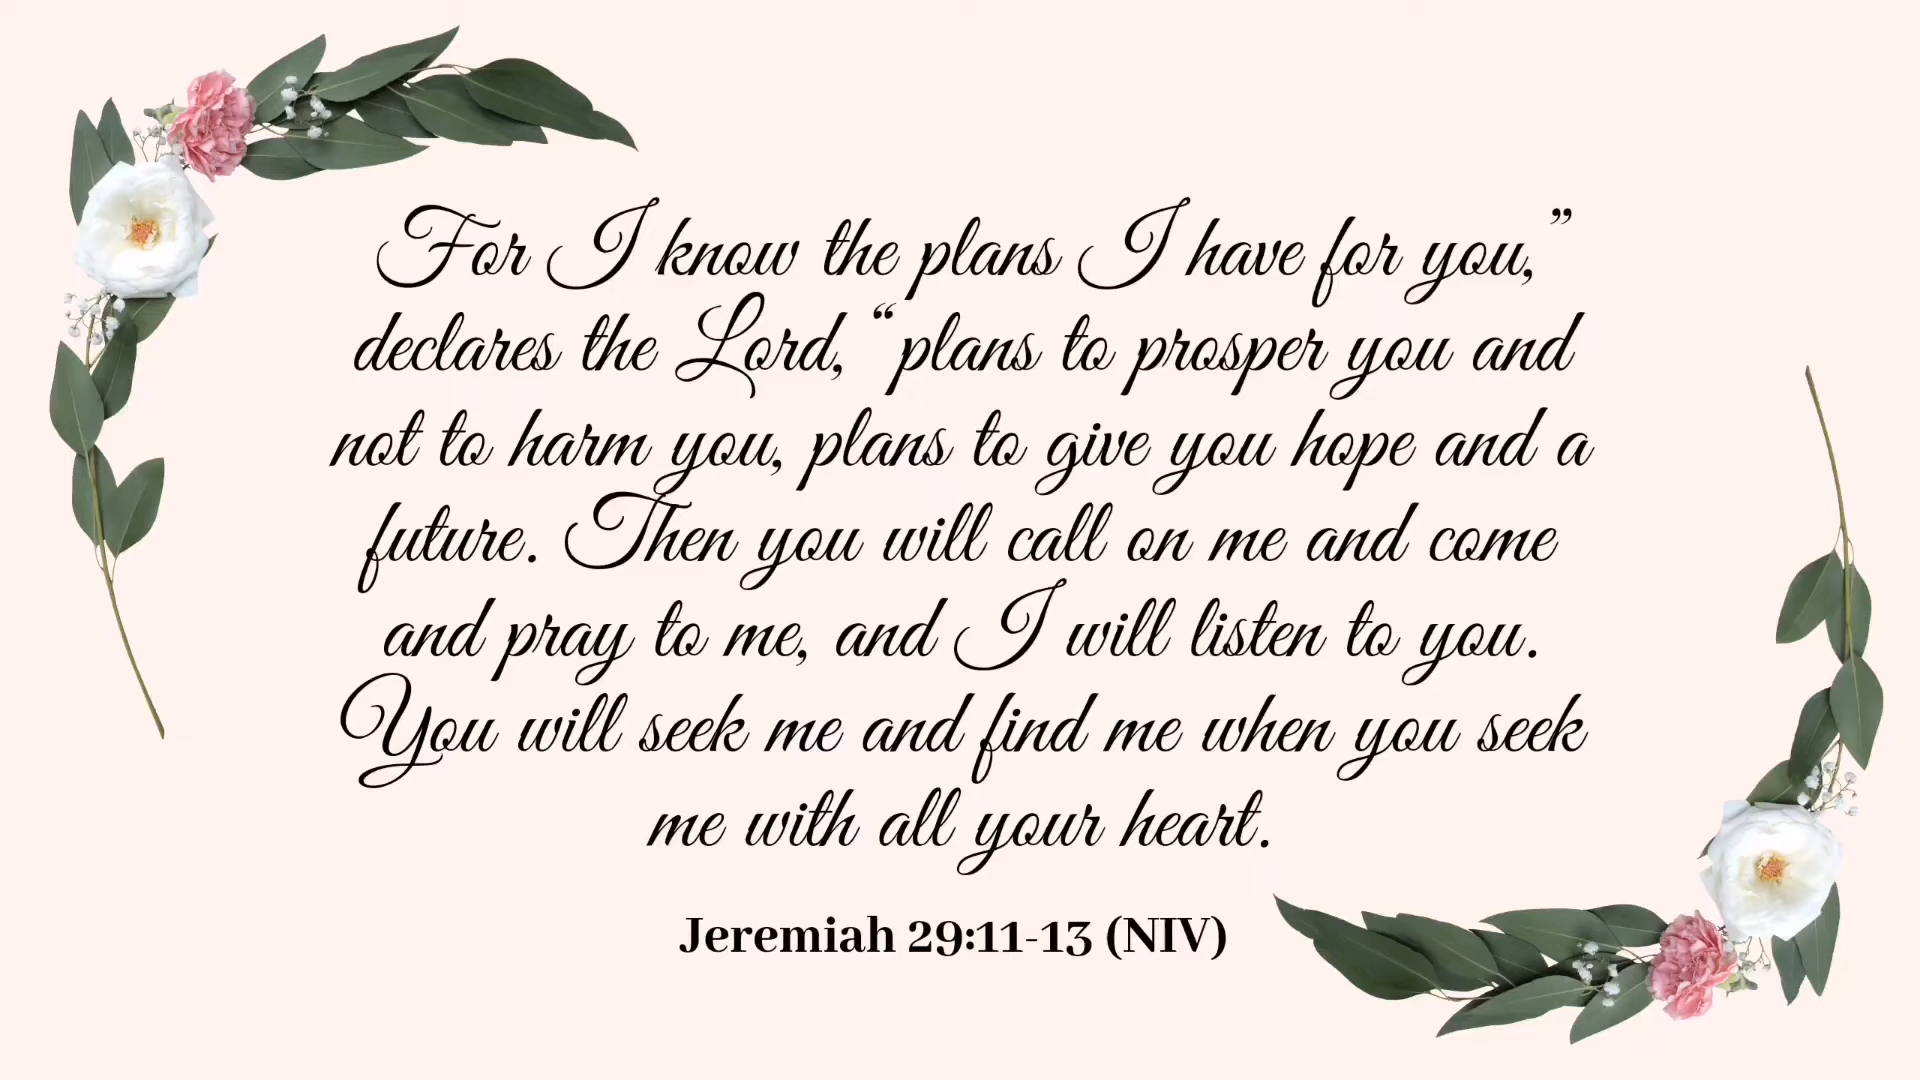 For I know the plans I have for you,”
declares the Lord, “plans to prosper you and
not to harm you, plans to give you hope and a
future. Then you will call on me and come
and pray to me, and I will listen to you.
You will seek me and find me when you seek
me with all your heart.
Jeremiah 29:11-13 (NIV)